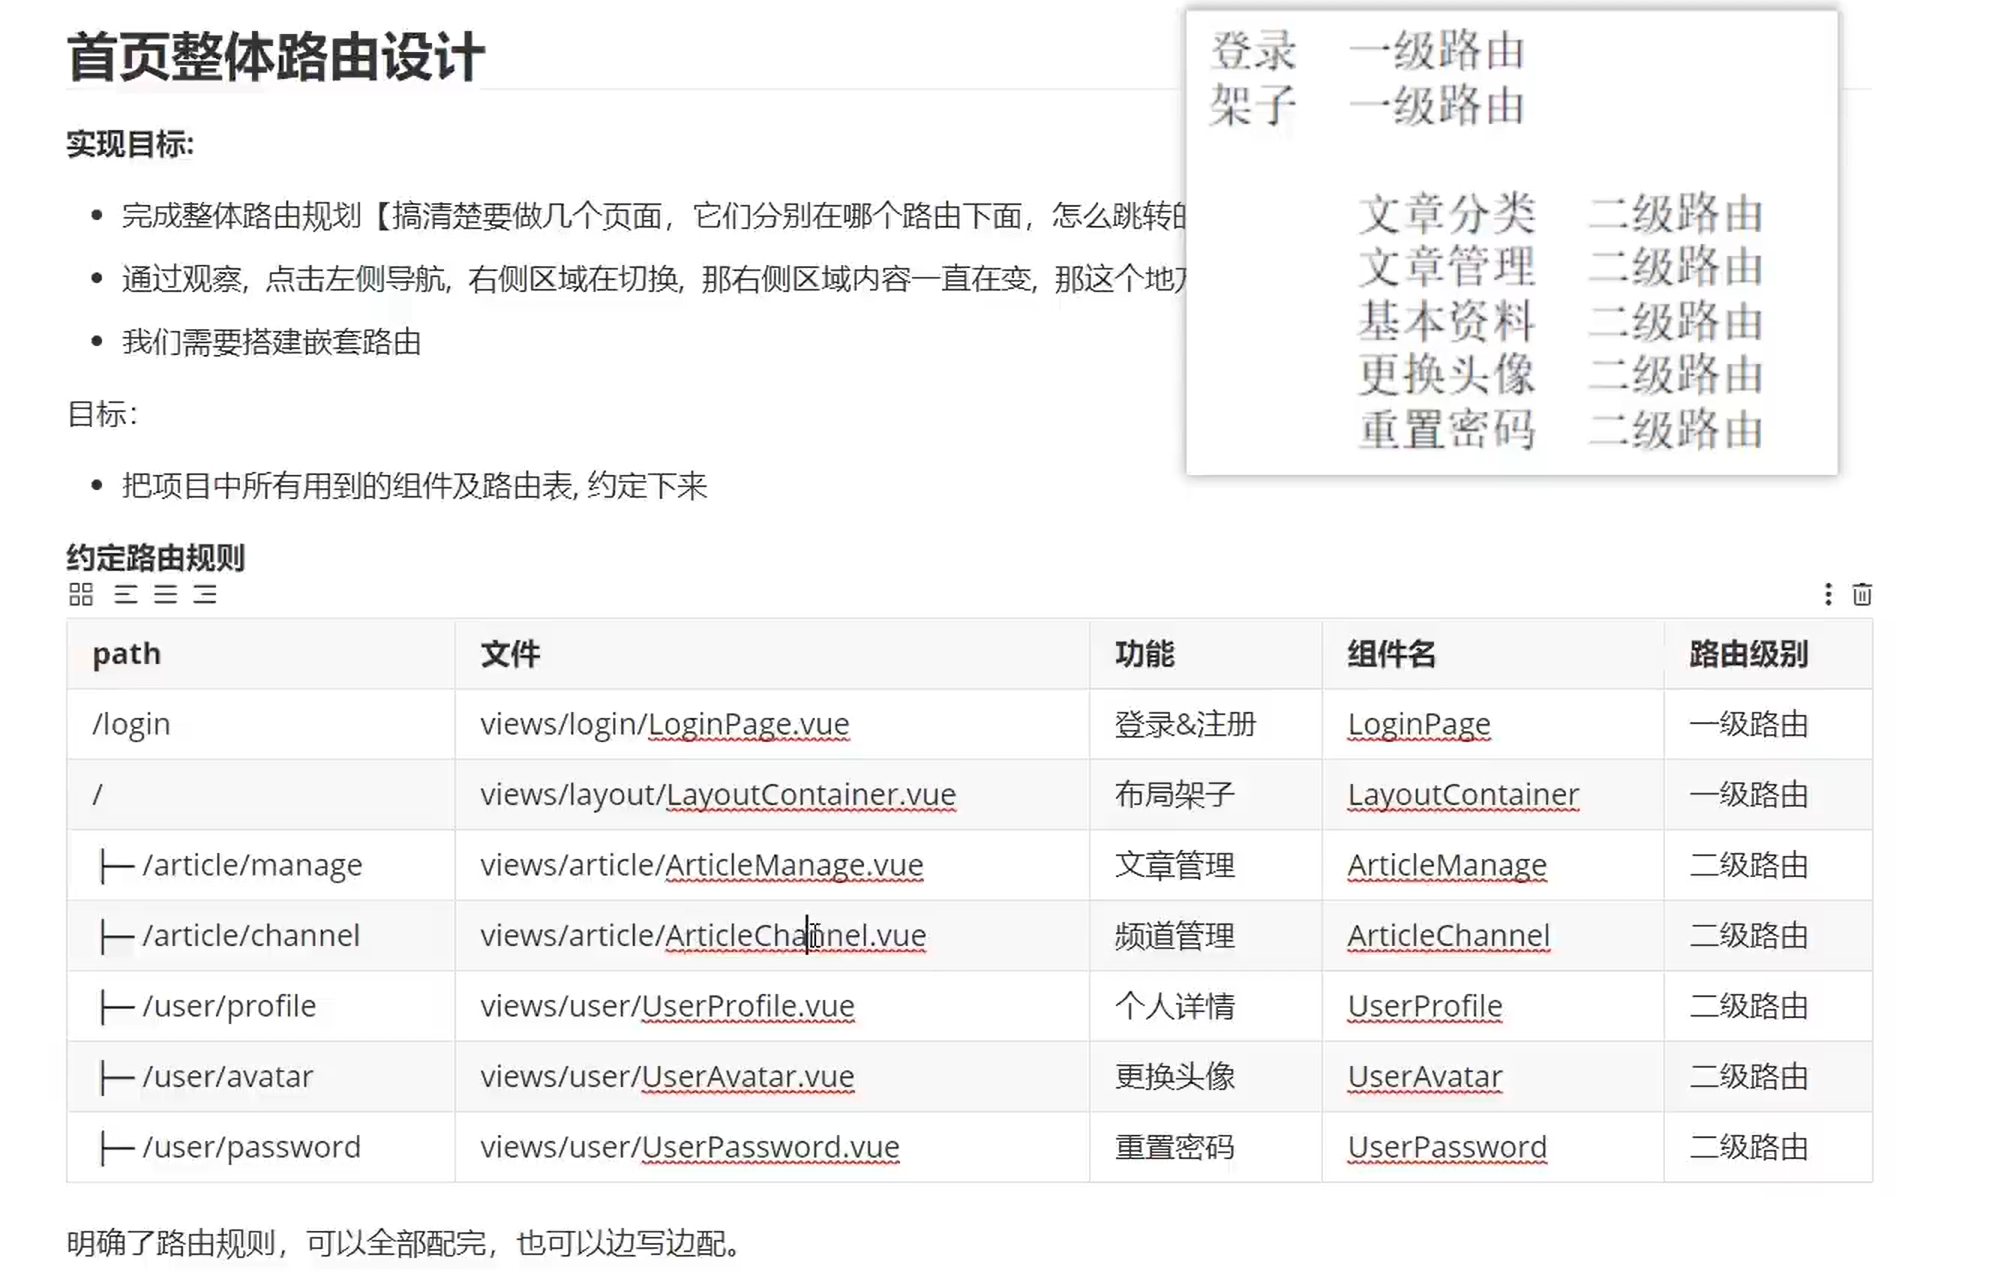 首页整体路由设计
实现目标:
完成整体路由规划【搞清楚要做几个页面，它们分别在哪个路由下面，怎么跳转的
通过观察, 点击左侧导航, 右侧区域在切换, 那右侧区域内容一直在变, 那这个地
我们需要搭建嵌套路由
目标：
把项目中所有用到的组件及路由表, 约定下来
登录 一级路由
架子 一级路由
文章分类 二级路由
文章管理 二级路由
基本资料 二级路由
更换头像 二级路由
重置密码 二级路由
约定路由规则
path 文件 功能 组件名 路由级别
/login views/login/LoginPage.vue 登录&注册 LoginPage 一级路由
/ views/layout/LayoutContainer.vue 布局架子 LayoutContainer 一级路由
├─ /article/manage views/article/ArticleManage.vue 文章管理 ArticleManage 二级路由
├─ /article/channel views/article/ArticleChannel.vue 频道管理 ArticleChannel 二级路由
├─ /user/profile views/user/UserProfile.vue 个人详情 UserProfile 二级路由
├─ /user/avatar views/user/UserAvatar.vue 更换头像 UserAvatar 二级路由
├─ /user/password views/user/UserPassword.vue 重置密码 UserPassword 二级路由
明确了路由规则，可以全部配完，也可以边写边配。